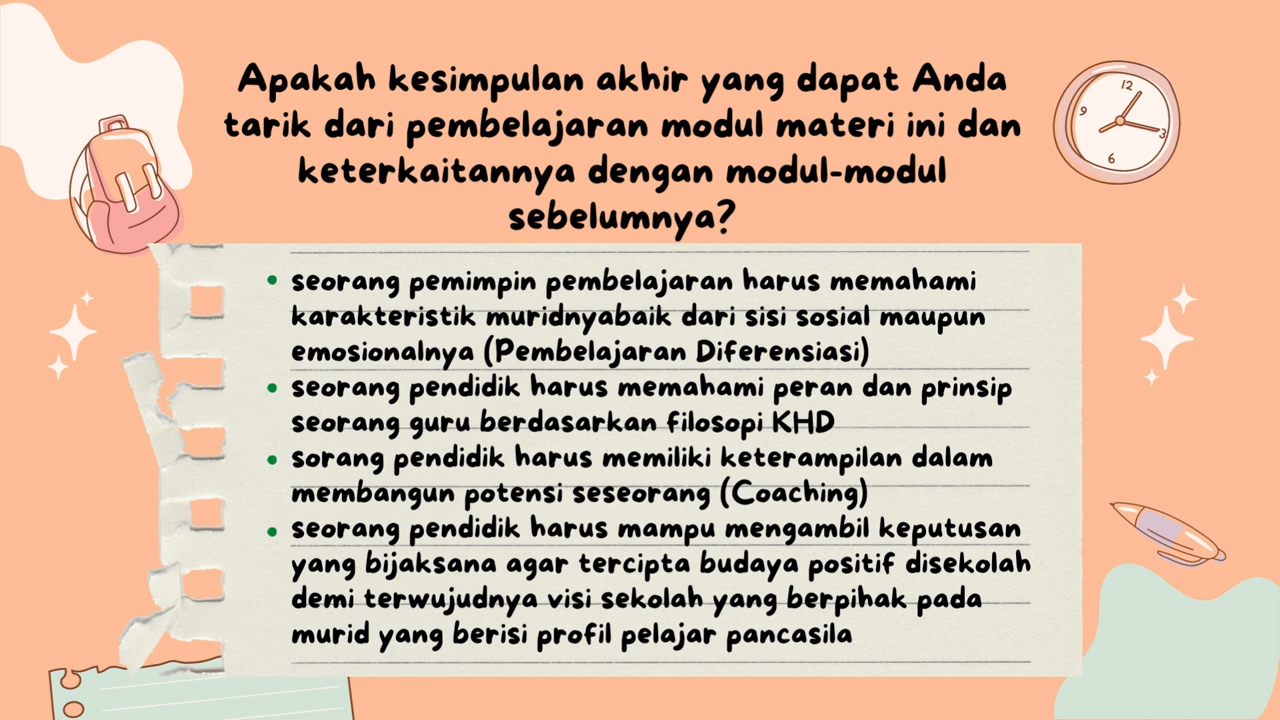 Apakah kesimpulan akhir yang dapat Anda
tarik dari pembelajaran modul materi ini dan
keterkaitannya dengan modul-modul
sebelumnya?
12
9
3
6
• seorang pemimpin pembelajaran harus memahami
karakteristik muridnyabaik dari sisi sosial maupun
emosionalnya (Pembelajaran Diferensiasi)
• seorang pendidik harus memahami peran dan prinsip
seorang guru berdasarkan filosopi KHD
• sorang pendidik harus memiliki keterampilan dalam
membangun potensi seseorang (Coaching)
• seorang pendidik harus mampu mengambil keputusan
yang bijaksana agar tercipta budaya positif disekolah
demi terwujudnya visi sekolah yang berpihak pada
murid yang berisi profil pelajar pancasila